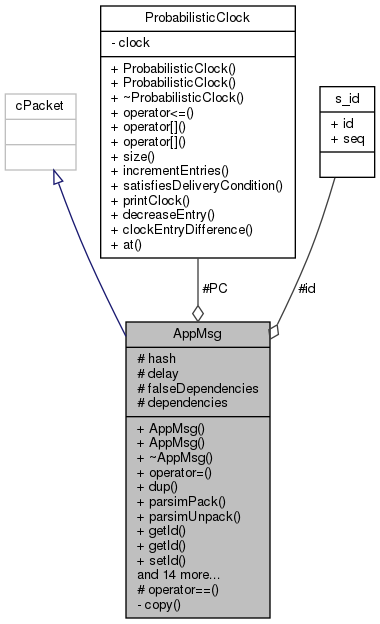 ProbabilisticClock
- clock
+ ProbabilisticClock()
+ ProbabilisticClock()
+ ~ProbabilisticClock()
+ operator<=()
+ operator[]()
+ operator[]()
+ size()
+ incrementEntries()
+ satisfiesDeliveryCondition()
+ printClock()
+ decreaseEntry()
+ clockEntryDifference()
+ at()
cPacket
s_id
+ id
+ seq
#PC
#id
AppMsg
# hash
# delay
# falseDependencies
# dependencies
+ AppMsg()
+ AppMsg()
+ ~AppMsg()
+ operator=()
+ dup()
+ parsimPack()
+ parsimUnpack()
+ getId()
+ getId()
+ setId()
and 14 more...
# operator==()
- copy()